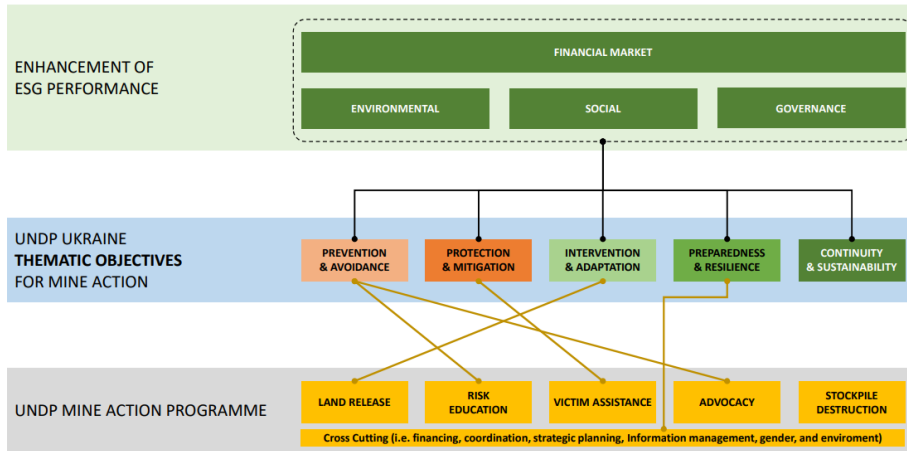 ENHANCEMENT OF
ESG PERFORMANCE
FINANCIAL MARKET
ENVIRONMENTAL
SOCIAL
GOVERNANCE
UNDP UKRAINE
THEMATIC OBJECTIVES
FOR MINE ACTION
PREVENTION
& AVOIDANCE
PROTECTION
& MITIGATION
INTERVENTION
& ADAPTATION
PREPAREDNESS
& RESILIENCE
CONTINUITY
& SUSTAINABILITY
UNDP MINE ACTION PROGRAMME
LAND RELEASE
RISK
EDUCATION
VICTIM ASSISTANCE
ADVOCACY
STOCKPILE
DESTRUCTION
Cross Cutting (i.e. financing, coordination, strategic planning, Information management, gender, and enviroment)